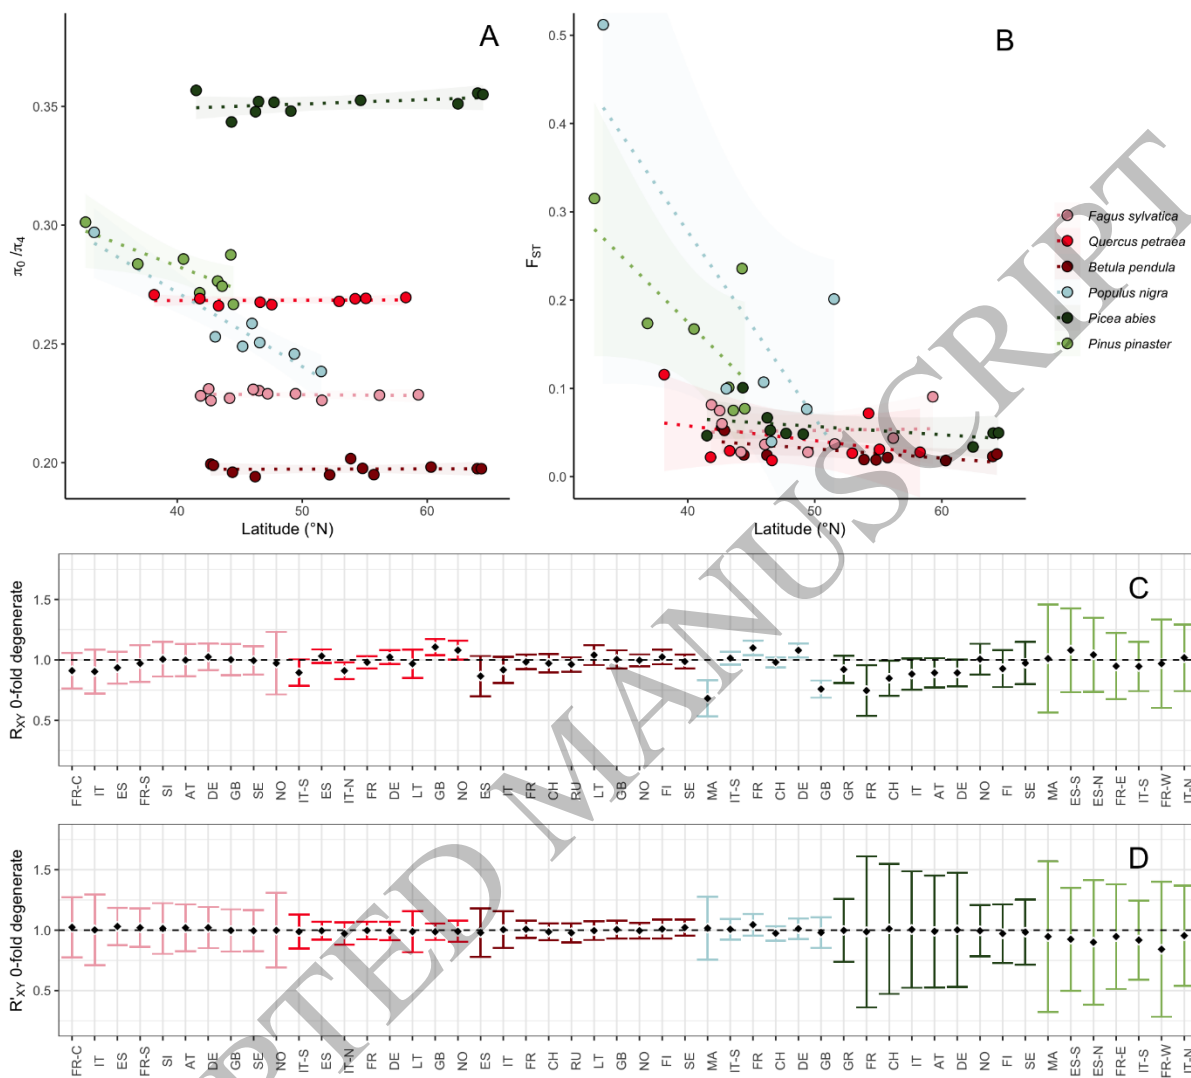 A
B
0.35
0.30
0.25
0.20
π0/π4
40
50
60
Latitude (°N)
0.5
0.4
0.3
0.2
0.1
0.0
FST
40
50
60
Latitude (°N)
Fagus sylvatica
Quercus petraea
Betula pendula
Populus nigra
Picea abies
Pinus pinaster
C
1.5
1.0
0.5
RXY 0-fold degenerate
FR-C IT ES FR-S SI AT DE GB SE NO IT-S ES IT-N FR DE LT GB NO ES IT FR CH RU LT GB NO FI SE MA IT-S FR CH DE GB GR FR CH IT AT DE NO FI SE MA ES-S ES-N FR-E IT-S FR-W IT-N
D
1.5
1.0
0.5
R'XY 0-fold degenerate
FR-C IT ES FR-S SI AT DE GB SE NO IT-S ES IT-N FR DE LT GB NO ES IT FR CH RU LT GB NO FI SE MA IT-S FR CH DE GB GR FR CH IT AT DE NO FI SE MA ES-S ES-N FR-E IT-S FR-W IT-N
PTED MANUSCRIPT